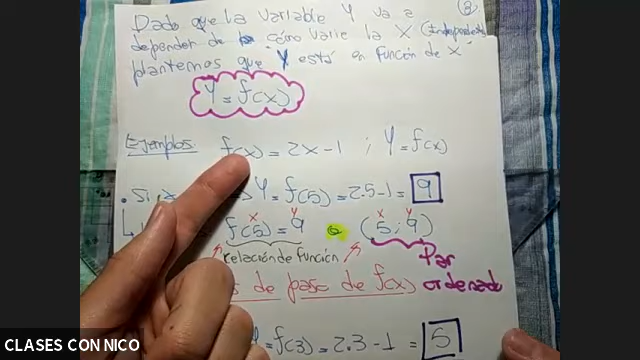 Dado que la variable Y va a
depender de cómo varíe la X (Independiente)
planteamos que "Y está en función de X"
Y = f(x)
Ejemplos: f(x) = 2x-1 ; Y = f(x)
. Si Y = f(5) = 2.5-1 = 9
x y x y
f(5) = 9 (5 ; 9)
relación de función Par
de paso de f(x) ordenado
= f(3) = 2.3-1 = 5
CLASES CON NICO